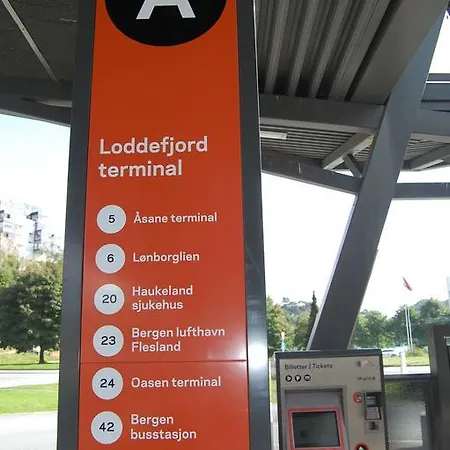 A
Loddefjord
terminal
5 Åsane terminal
6 Lønborglien
20 Haukeland
sjukehus
23 Bergen lufthavn
Flesland
24 Oasen terminal
42 Bergen
busstasjon
Billetter / Tickets